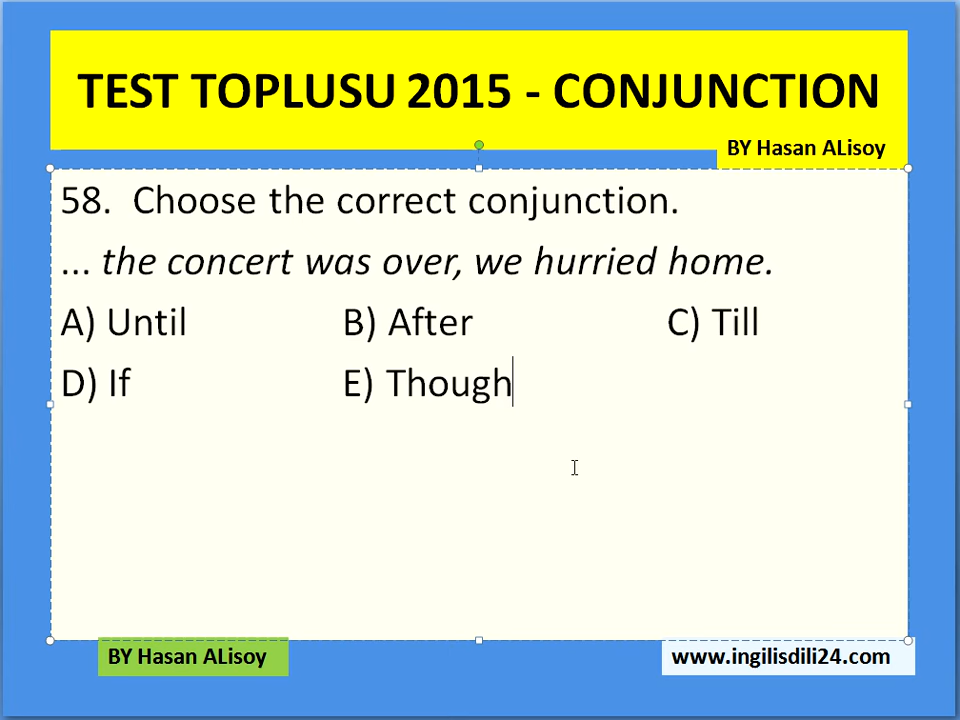 TEST TOPLUSU 2015 - CONJUNCTION
BY Hasan ALisoy
58. Choose the correct conjunction.
... the concert was over, we hurried home.
A) Until B) After C) Till
D) If E) Though
BY Hasan ALisoy www.ingilisdili24.com